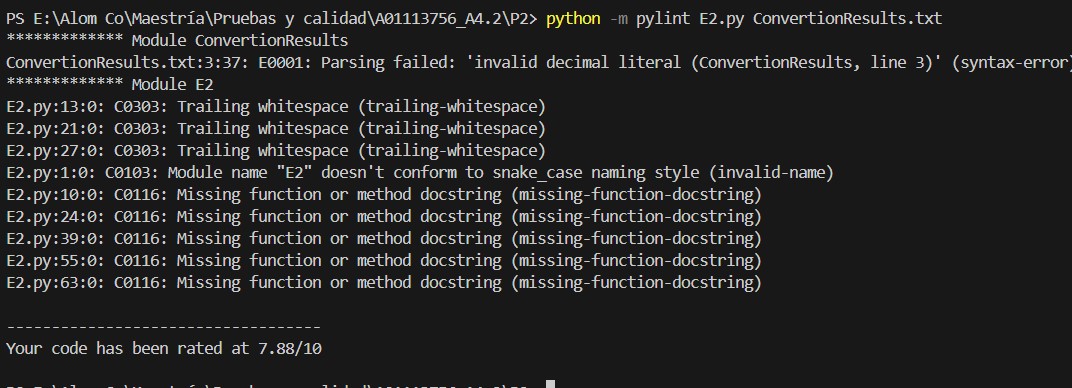 PS E:\Alom Co\Maestría\Pruebas y calidad\A01113756_A4.2\P2> python -m pylint E2.py ConvertionResults.txt
************* Module ConvertionResults
ConvertionResults.txt:3:37: E0001: Parsing failed: 'invalid decimal literal (ConvertionResults, line 3)' (syntax-error)
************* Module E2
E2.py:13:0: C0303: Trailing whitespace (trailing-whitespace)
E2.py:21:0: C0303: Trailing whitespace (trailing-whitespace)
E2.py:27:0: C0303: Trailing whitespace (trailing-whitespace)
E2.py:1:0: C0103: Module name "E2" doesn't conform to snake_case naming style (invalid-name)
E2.py:10:0: C0116: Missing function or method docstring (missing-function-docstring)
E2.py:24:0: C0116: Missing function or method docstring (missing-function-docstring)
E2.py:39:0: C0116: Missing function or method docstring (missing-function-docstring)
E2.py:55:0: C0116: Missing function or method docstring (missing-function-docstring)
E2.py:63:0: C0116: Missing function or method docstring (missing-function-docstring)
-----------------------------------
Your code has been rated at 7.88/10